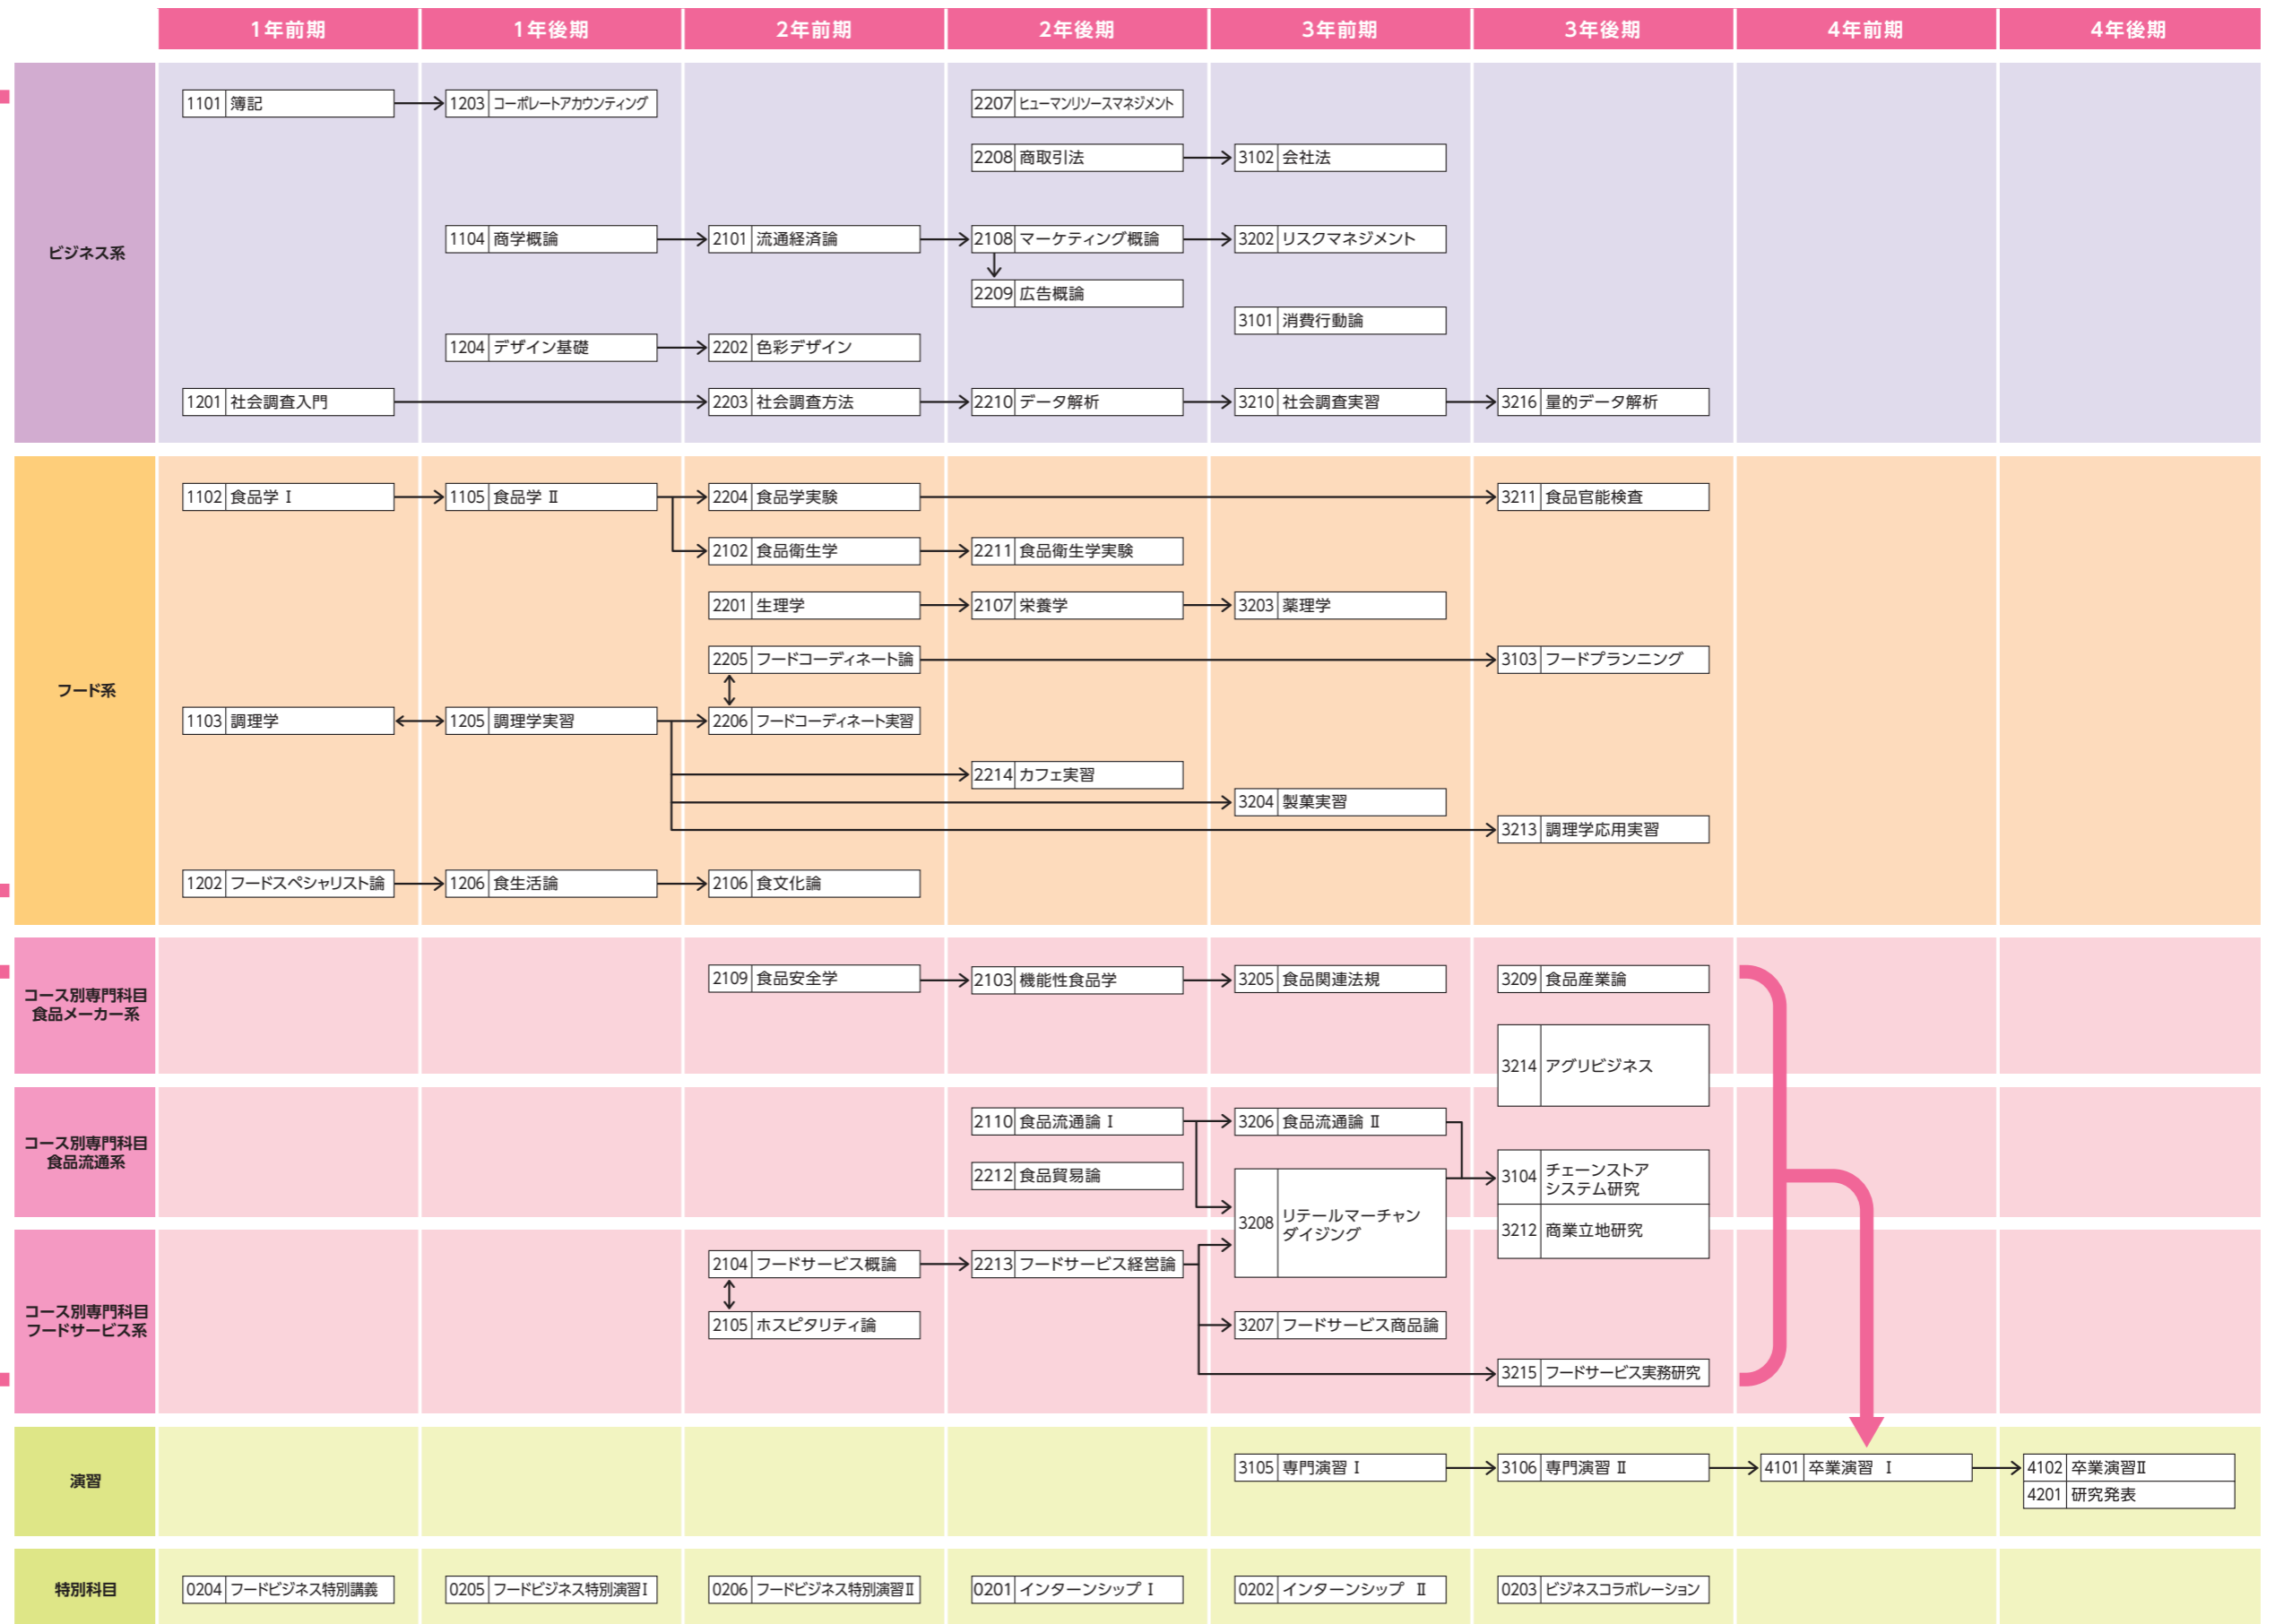 1年前期 1年後期 2年前期 2年後期 3年前期 3年後期 4年前期 4年後期
ビジネス系
1101 簿記 1203 コーポレートアカウンティング 2207 ヒューマンリソースマネジメント
2208 商取引法 3102 会社法
1104 商学概論 2101 流通経済論 2108 マーケティング概論 3202 リスクマネジメント
2209 広告概論
3101 消費行動論
1204 デザイン基礎 2202 色彩デザイン
1201 社会調査入門 2203 社会調査方法 2210 データ解析 3210 社会調査実習 3216 量的データ解析
フード系
1102 食品学 Ⅰ 1105 食品学 Ⅱ 2204 食品学実験 3211 食品官能検査
2102 食品衛生学 2211 食品衛生学実験
2201 生理学 2107 栄養学 3203 薬理学
2205 フードコーディネート論 3103 フードプランニング
1103 調理学 1205 調理学実習 2206 フードコーディネート実習
2214 カフェ実習
3204 製菓実習
3213 調理学応用実習
1202 フードスペシャリスト論 1206 食生活論 2106 食文化論
コース別専門科目
食品メーカー系
2109 食品安全学 2103 機能性食品学 3205 食品関連法規 3209 食品産業論
3214 アグリビジネス
コース別専門科目
食品流通系
2110 食品流通論 Ⅰ 3206 食品流通論 Ⅱ
2212 食品貿易論
3104 チェーンストア
システム研究
3208 リテールマーチャン
ダイジング
3212 商業立地研究
コース別専門科目
フードサービス系
2104 フードサービス概論 2213 フードサービス経営論
2105 ホスピタリティ論 3207 フードサービス商品論
3215 フードサービス実務研究
演習
3105 専門演習 Ⅰ 3106 専門演習 Ⅱ 4101 卒業演習 Ⅰ 4102 卒業演習Ⅱ
4201 研究発表
特別科目
0204 フードビジネス特別講義 0205 フードビジネス特別演習Ⅰ 0206 フードビジネス特別演習Ⅱ 0201 インターンシップ Ⅰ 0202 インターンシップ Ⅱ 0203 ビジネスコラボレーション